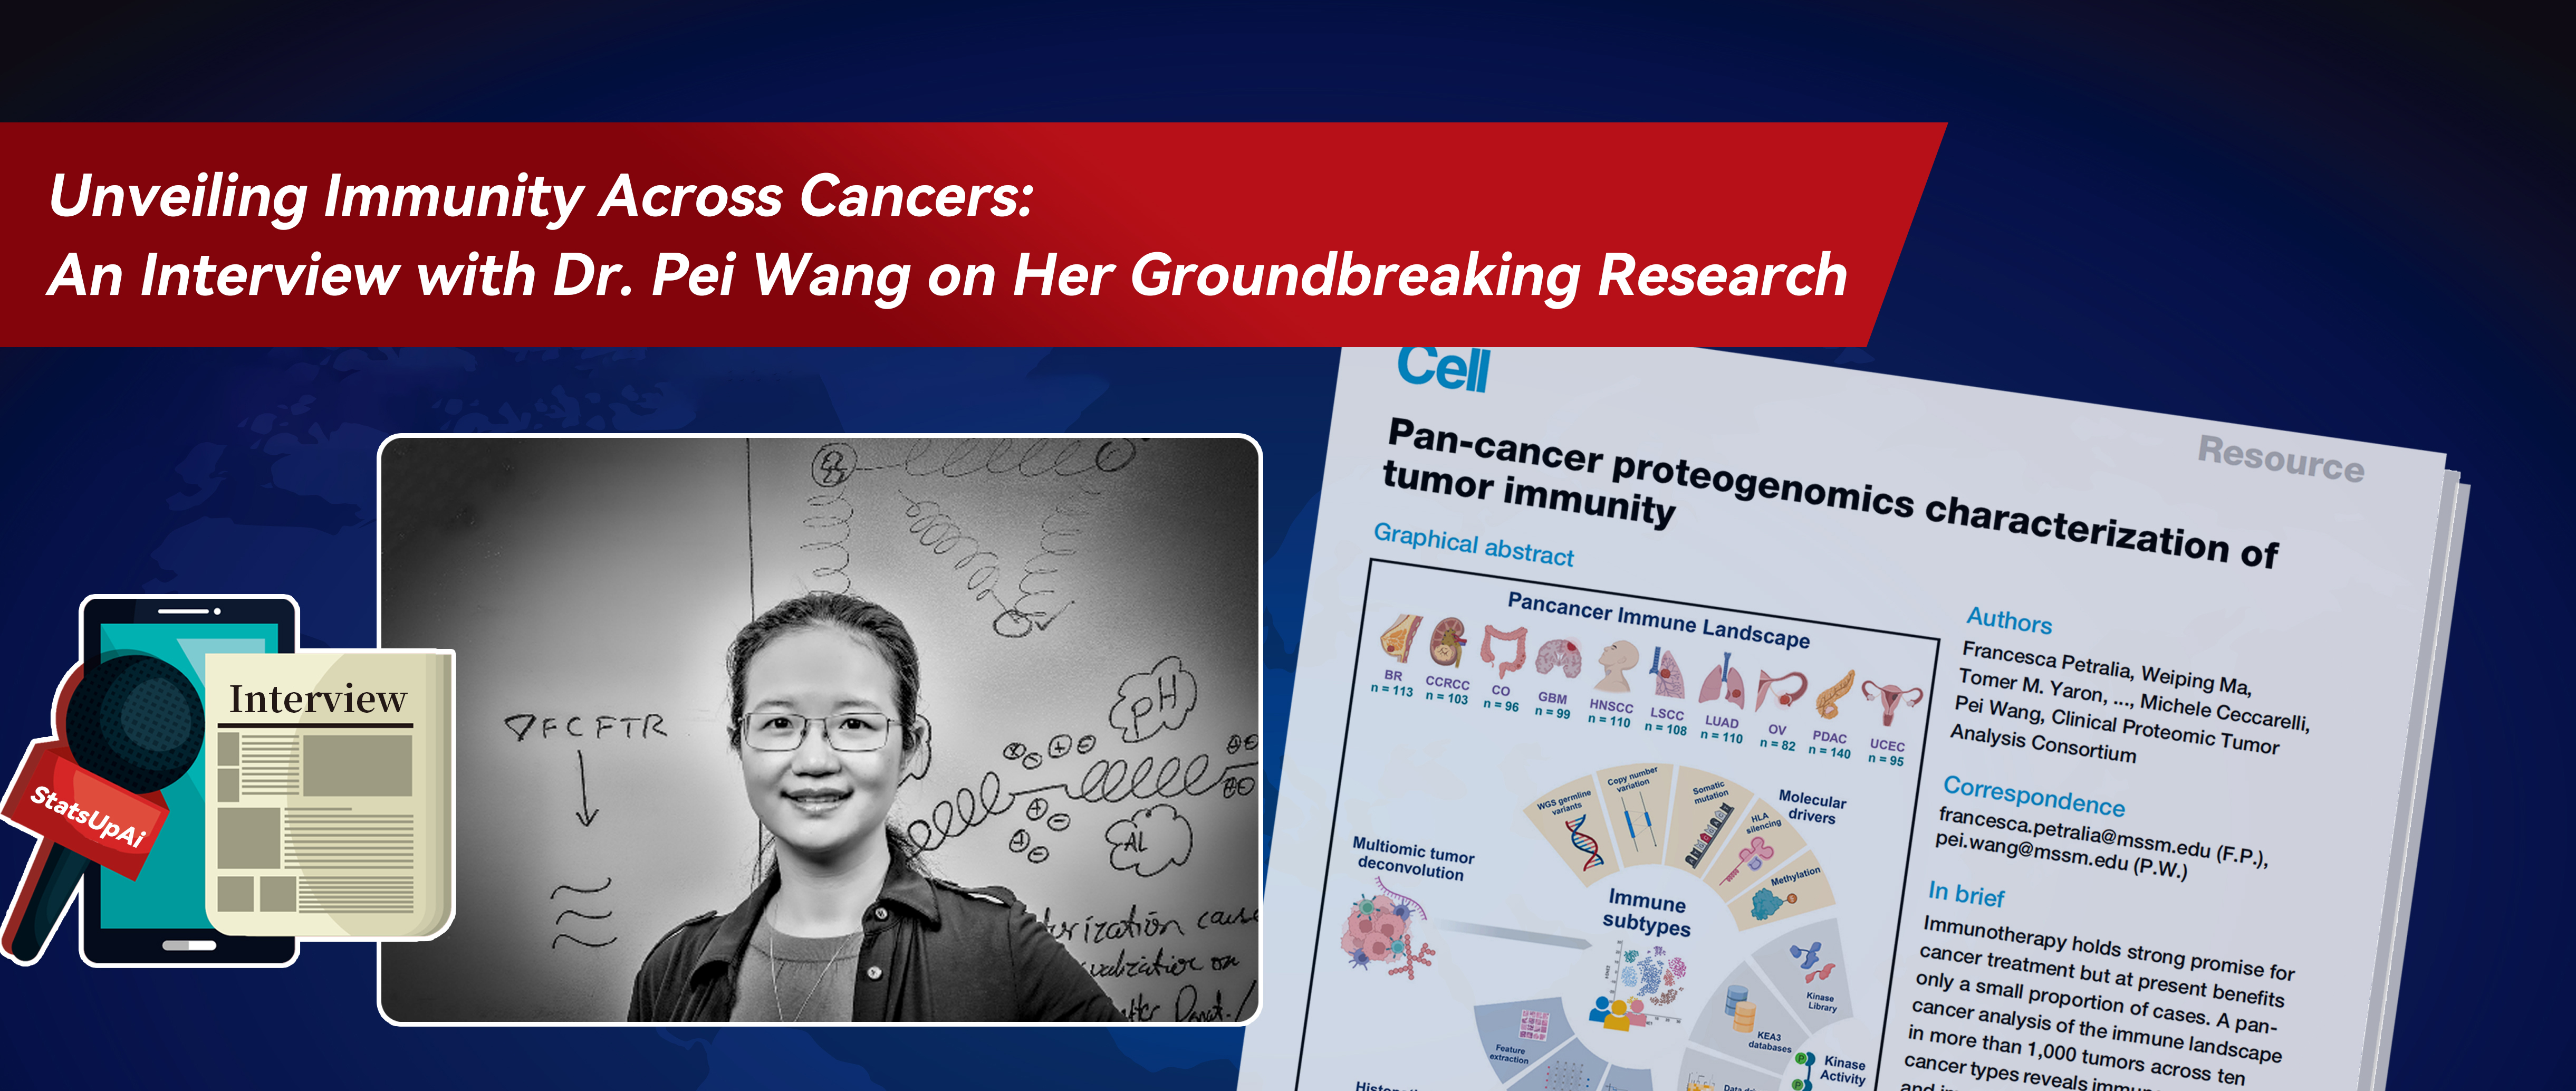 Unveiling Immunity Across Cancers:
An Interview with Dr. Pei Wang on Her Groundbreaking Research
Interview
StatsUpAi
∇FCFTR
pH
AL
Cell
Resource
Pan-cancer proteogenomics characterization of
tumor immunity
Graphical abstract
Pancancer Immune Landscape
BR
n = 113
CCRCC
n = 103
CO
n = 96
GBM
n = 99
HNSCC
n = 110
LSCC
n = 108
LUAD
n = 110
OV
n = 82
PDAC
n = 140
UCEC
n = 95
WGS germline
variants
Copy number
variation
Somatic
mutation
HLA
silencing
Methylation
Molecular
drivers
Multiomic tumor
deconvolution
Immune
subtypes
Kinase
Library
KEA3
databases
Kinase
Activity
P
P
Feature
extraction
Authors
Francesca Petralia, Weiping Ma,
Tomer M. Yaron, ..., Michele Ceccarelli,
Pei Wang, Clinical Proteomic Tumor
Analysis Consortium
Correspondence
francesca.petralia@mssm.edu (F.P.),
pei.wang@mssm.edu (P.W.)
In brief
Immunotherapy holds strong promise for
cancer treatment but at present benefits
only a small proportion of cases. A pan-
cancer analysis of the immune landscape
in more than 1,000 tumors across ten
cancer types reveals